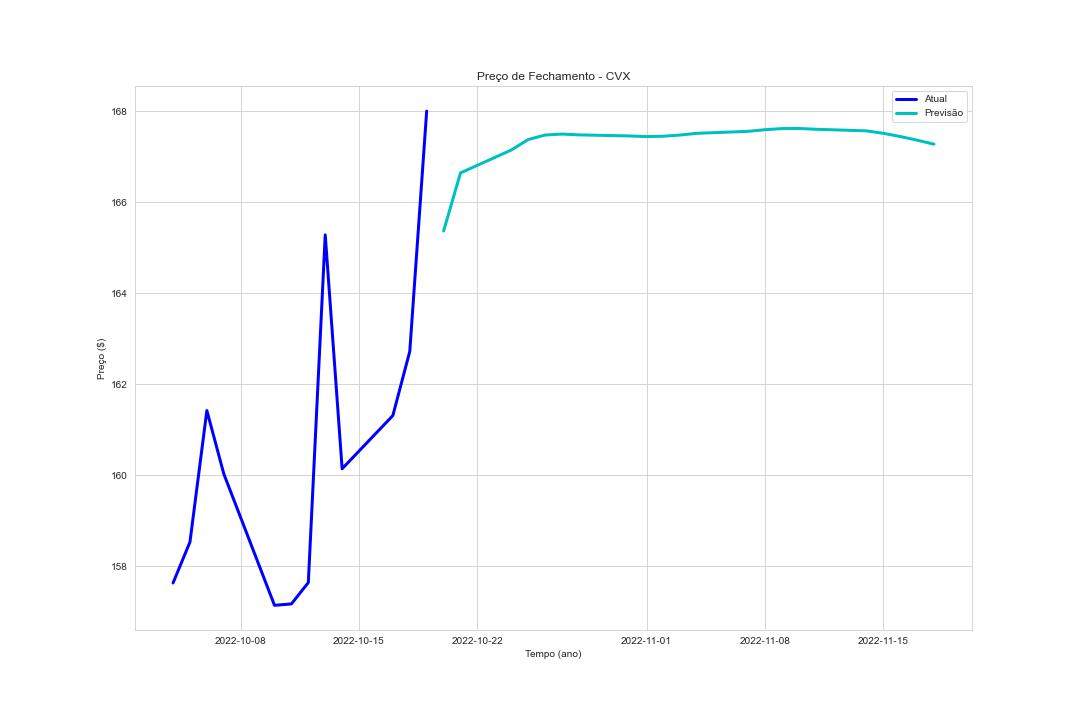 Preço de Fechamento - CVX
Atual
Previsão
168
166
164
162
160
158
Preço ($)
2022-10-08
2022-10-15
2022-10-22
2022-11-01
2022-11-08
2022-11-15
Tempo (ano)